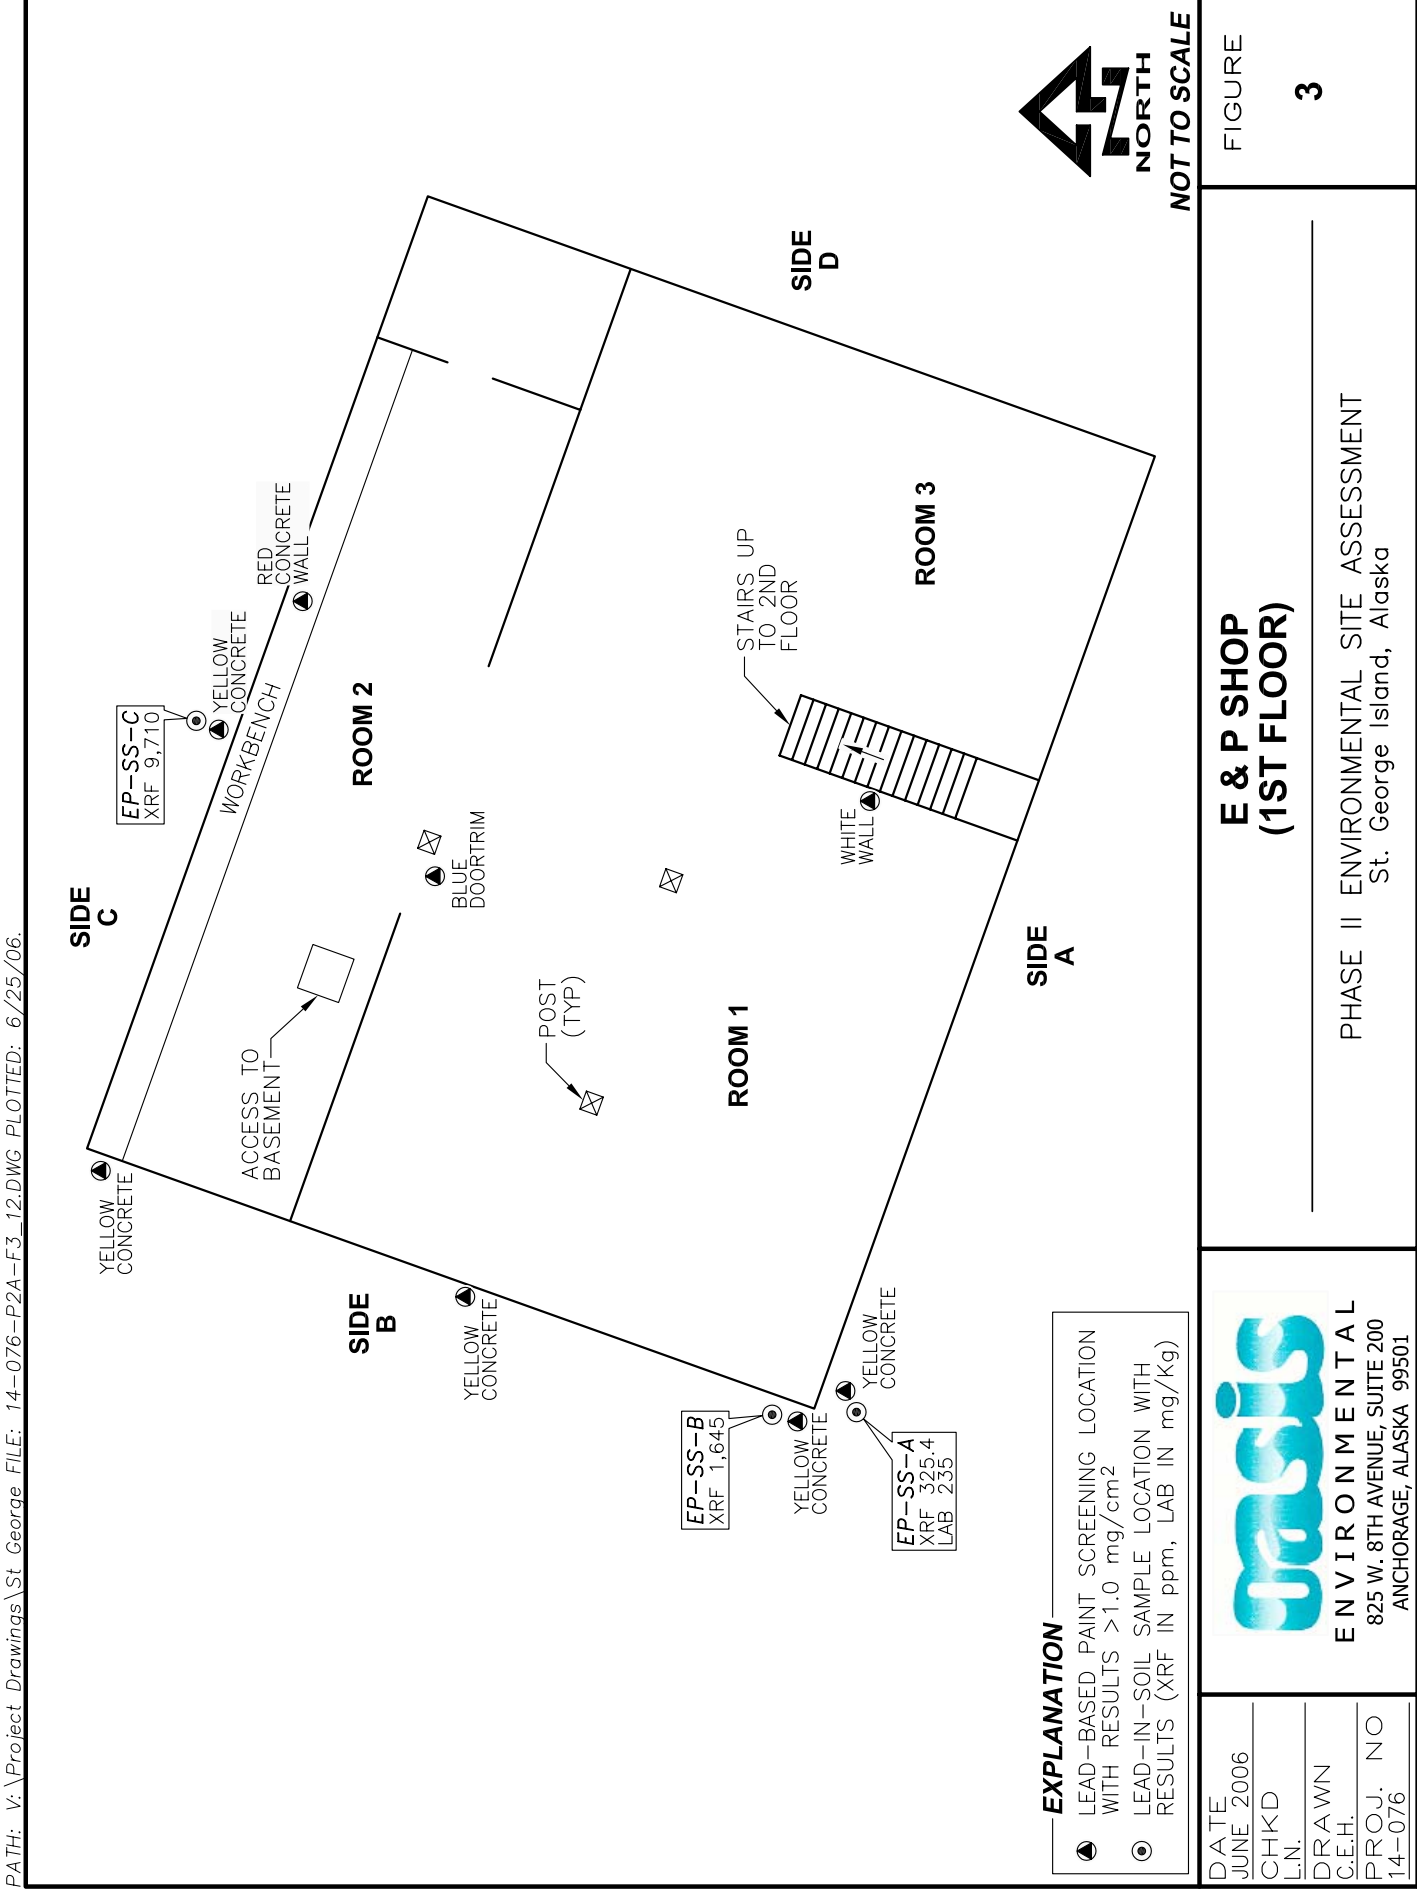 PATH: V:\Project Drawings\St George FILE: 14-076-P2A-F3_12.DWG PLOTTED: 6/25/06.
SIDE
C
EP-SS-C
XRF 9,710
YELLOW
CONCRETE
RED
CONCRETE
WALL
WORKBENCH
YELLOW
CONCRETE
ACCESS TO
BASEMENT
ROOM 2
BLUE
DOORTRIM
SIDE
B
YELLOW
CONCRETE
POST
(TYP)
ROOM 1
STAIRS UP
TO 2ND
FLOOR
WHITE
WALL
ROOM 3
SIDE
D
EP-SS-B
XRF 1,645
YELLOW
CONCRETE
YELLOW
CONCRETE
EP-SS-A
XRF 325.4
LAB 235
SIDE
A
NORTH
NOT TO SCALE
EXPLANATION
LEAD-BASED PAINT SCREENING LOCATION
WITH RESULTS >1.0 mg/cm²
LEAD-IN-SOIL SAMPLE LOCATION WITH
RESULTS (XRF IN ppm, LAB IN mg/Kg)
DATE
JUNE 2006
CHKD
L.N.
DRAWN
C.E.H.
PROJ. NO
14-076
oasis
ENVIRONMENTAL
825 W. 8TH AVENUE, SUITE 200
ANCHORAGE, ALASKA 99501
E & P SHOP
(1ST FLOOR)
PHASE II ENVIRONMENTAL SITE ASSESSMENT
St. George Island, Alaska
FIGURE
3